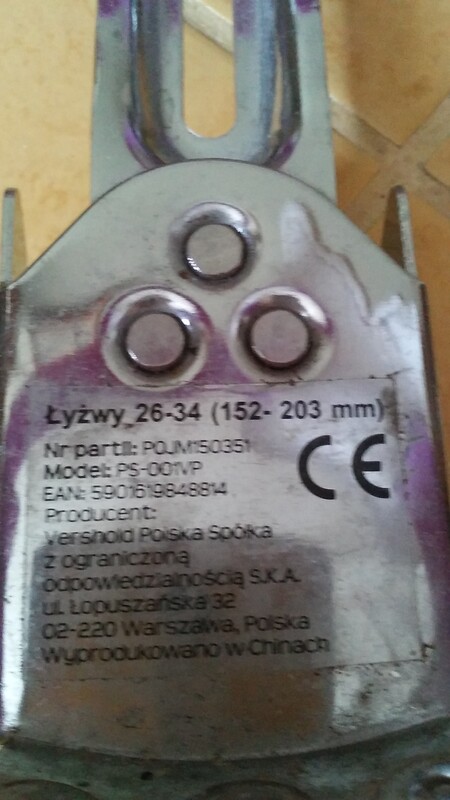 Łyżwy 26-34 (152- 203 mm)
Nr partii: POJM150351
Model: PS-001VP
EAN: 5901619848814
Producent:
Vershold Polska Spółka
z ograniczoną
odpowiedzialnością S.K.A.
ul. Łopuszańska 32
02-220 Warszawa, Polska
Wyprodukowano w Chinach
CE